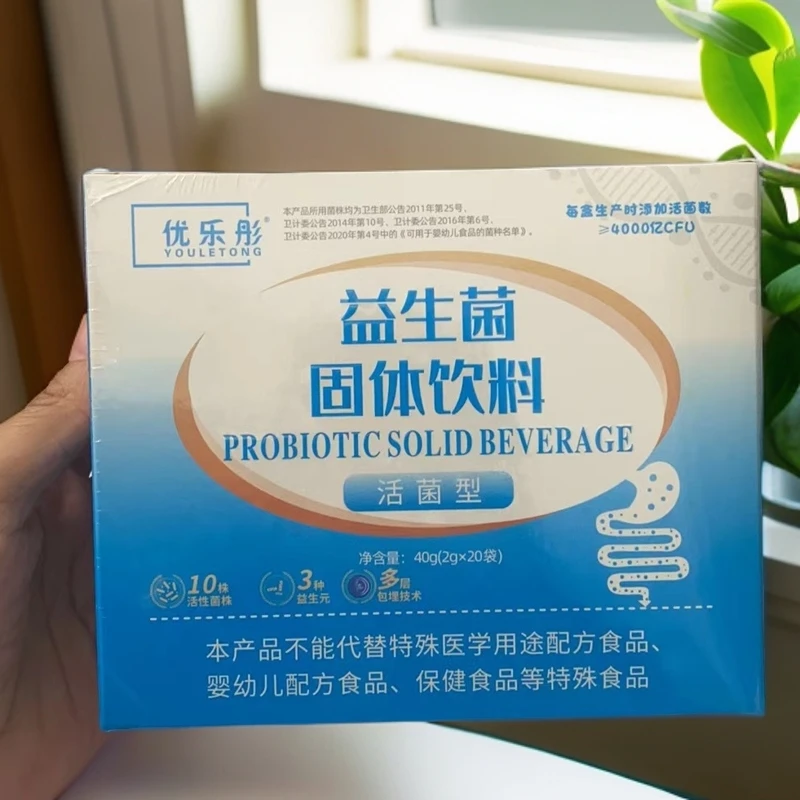 优乐彤®
YOULETONG
本产品所用菌株均为卫生部公告2011年第25号,
卫计委公告2014年第10号、卫计委公告2016年第6号、
卫计委公告2020年第4号中的《可用于婴幼儿食品的菌种名单》。
每盒生产时添加活菌数
≥4000亿CFU
益生菌
固体饮料
PROBIOTIC SOLID BEVERAGE
活菌型
净含量：40g(2g×20袋)
10株
活性菌株
3种
益生元
多层
包埋技术
本产品不能代替特殊医学用途配方食品、
婴幼儿配方食品、保健食品等特殊食品